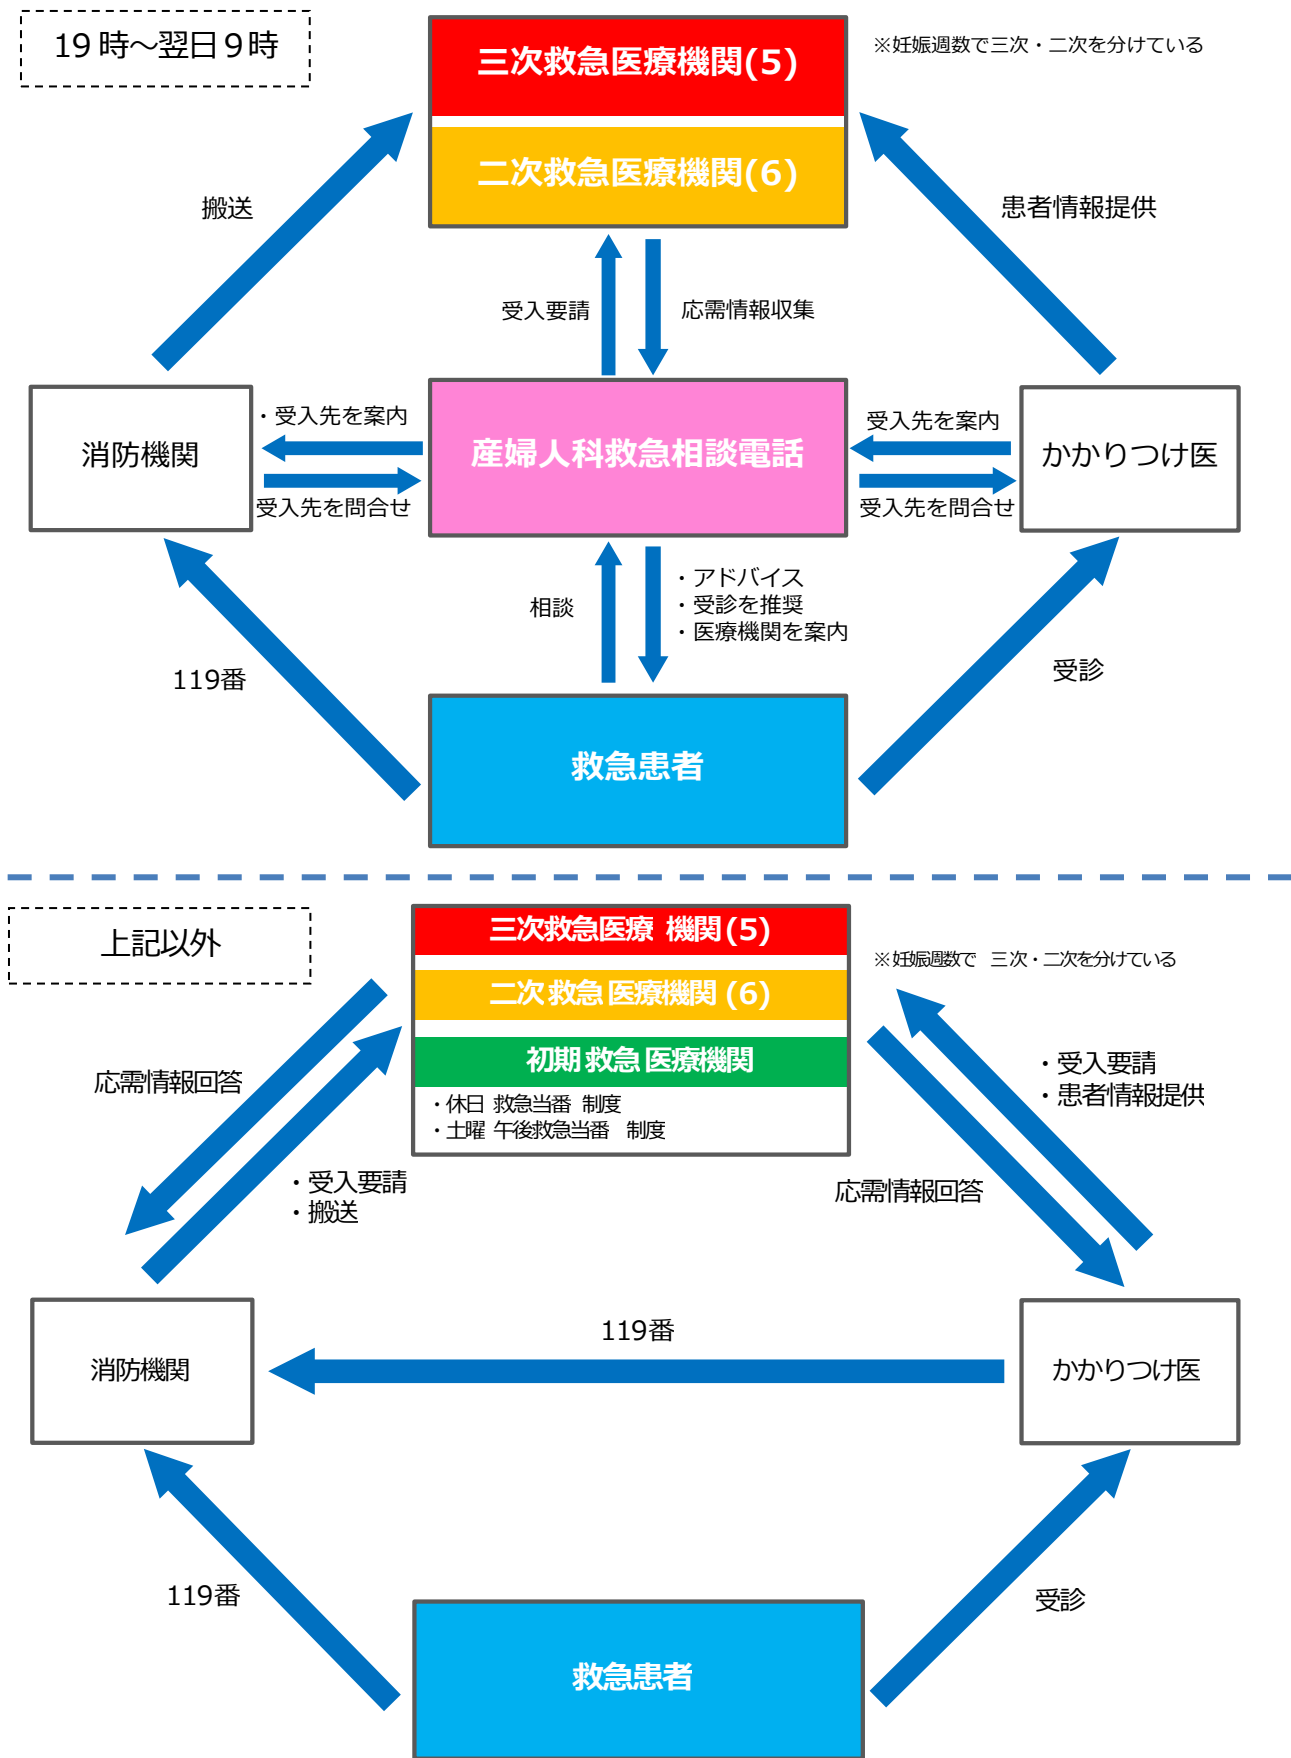 19時～翌日9時
三次救急医療機関(5)
※妊娠週数で三次・二次を分けている
二次救急医療機関(6)
搬送
患者情報提供
受入要請
応需情報収集
消防機関
・受入先を案内
受入先を問合せ
産婦人科救急相談電話
受入先を案内
受入先を問合せ
かかりつけ医
相談
・アドバイス
・受診を推奨
・医療機関を案内
119番
受診
救急患者
上記以外
三次救急医療 機関(5)
※妊娠週数で 三次・二次を分けている
二次 救急 医療機関 (6)
初期 救急 医療機関
・休日 救急当番 制度
・土曜 午後救急当番 制度
応需情報回答
・受入要請
・搬送
・受入要請
・患者情報提供
応需情報回答
消防機関
119番
かかりつけ医
119番
受診
救急患者